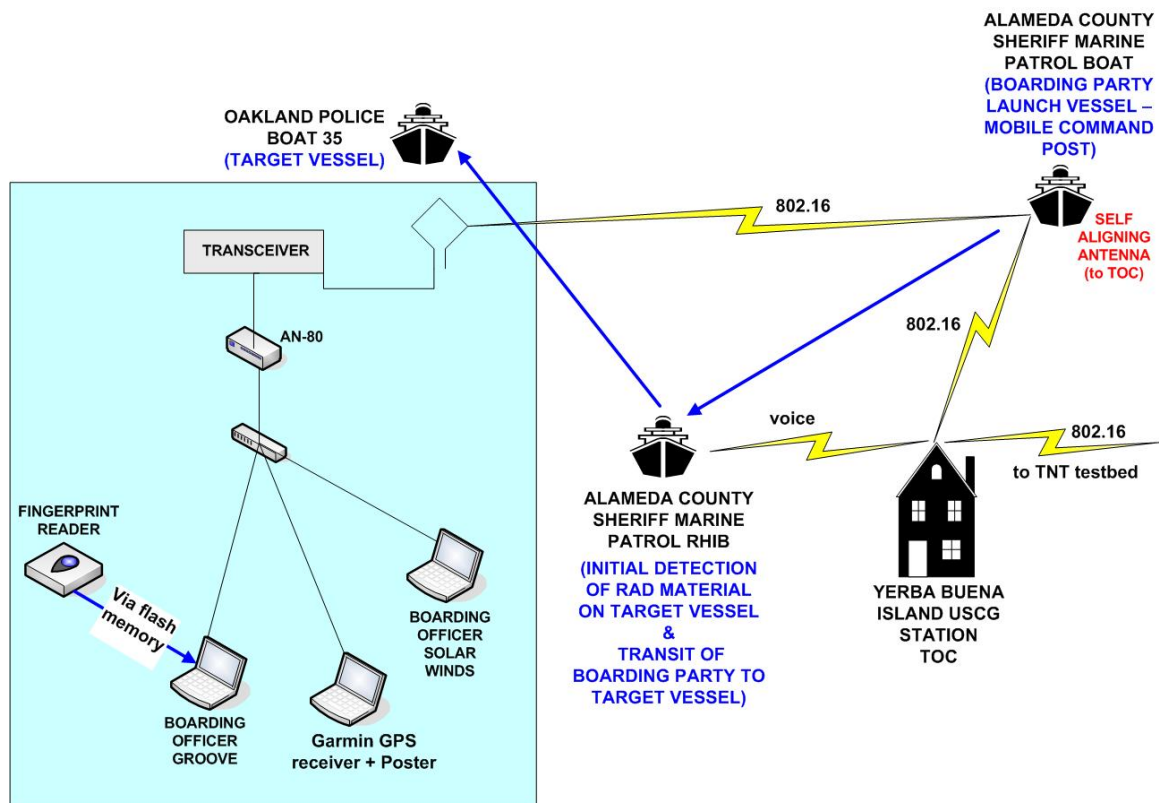 ALAMEDA COUNTY
SHERIFF MARINE
PATROL BOAT
(BOARDING PARTY
LAUNCH VESSEL –
MOBILE COMMAND
POST)
OAKLAND POLICE
BOAT 35
(TARGET VESSEL)
802.16
SELF
ALIGNING
ANTENNA
(to TOC)
TRANSCEIVER
AN-80
802.16
voice
802.16
to TNT testbed
ALAMEDA COUNTY
SHERIFF MARINE
PATROL RHIB
(INITIAL DETECTION
OF RAD MATERIAL
ON TARGET VESSEL
&
TRANSIT OF
BOARDING PARTY TO
TARGET VESSEL)
YERBA BUENA
ISLAND USCG
STATION
TOC
FINGERPRINT
READER
Via flash
memory
BOARDING
OFFICER
SOLAR
WINDS
BOARDING
OFFICER
GROOVE
Garmin GPS
receiver + Poster